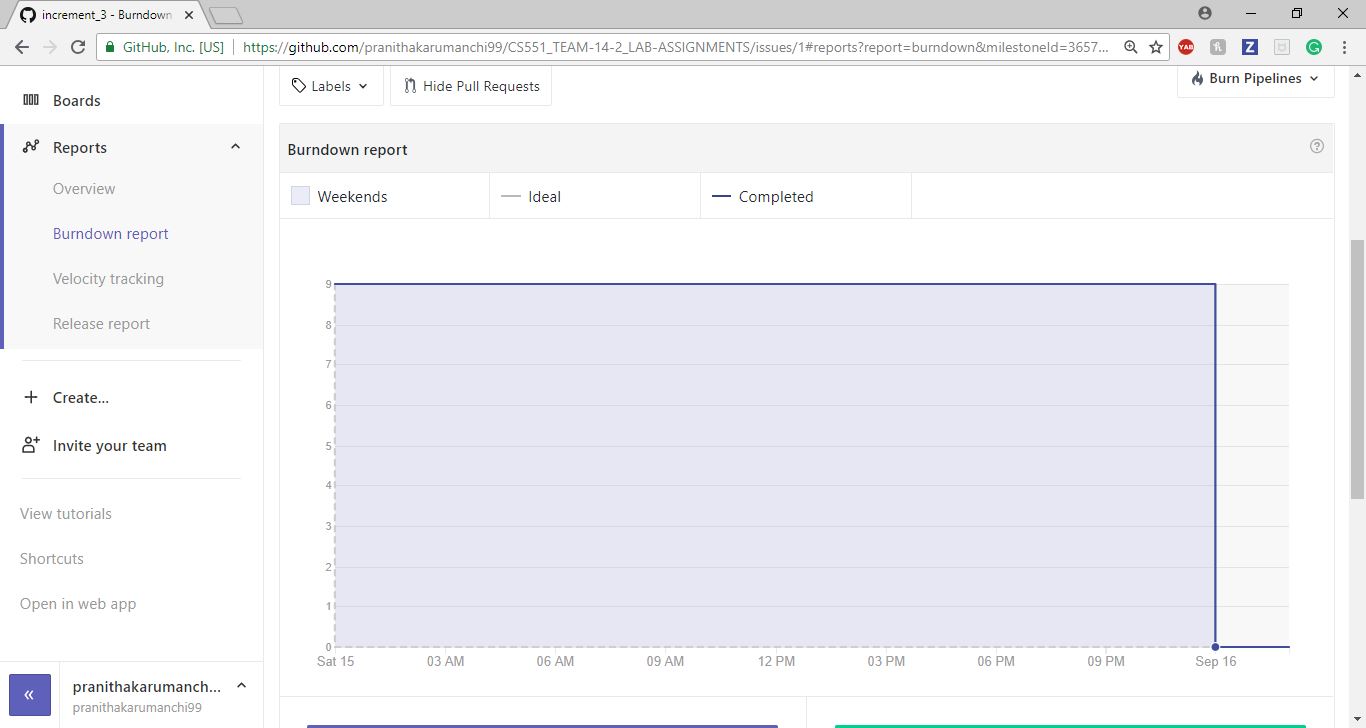 increment_3 - Burndown
GitHub, Inc. [US]
https://github.com/pranithakarumanchi99/CS551_TEAM-14-2_LAB-ASSIGNMENTS/issues/1#reports?report=burndown&milestoneId=3657...
YAB
Z
G
Boards
Reports
Overview
Burndown report
Velocity tracking
Release report
Create...
Invite your team
View tutorials
Shortcuts
Open in web app
«
pranithakarumanch...
pranithakarumanchi99
Labels
Hide Pull Requests
Burn Pipelines
Burndown report
?
Weekends
Ideal
Completed
9
8
7
6
5
4
3
2
1
0
Sat 15
03 AM
06 AM
09 AM
12 PM
03 PM
06 PM
09 PM
Sep 16